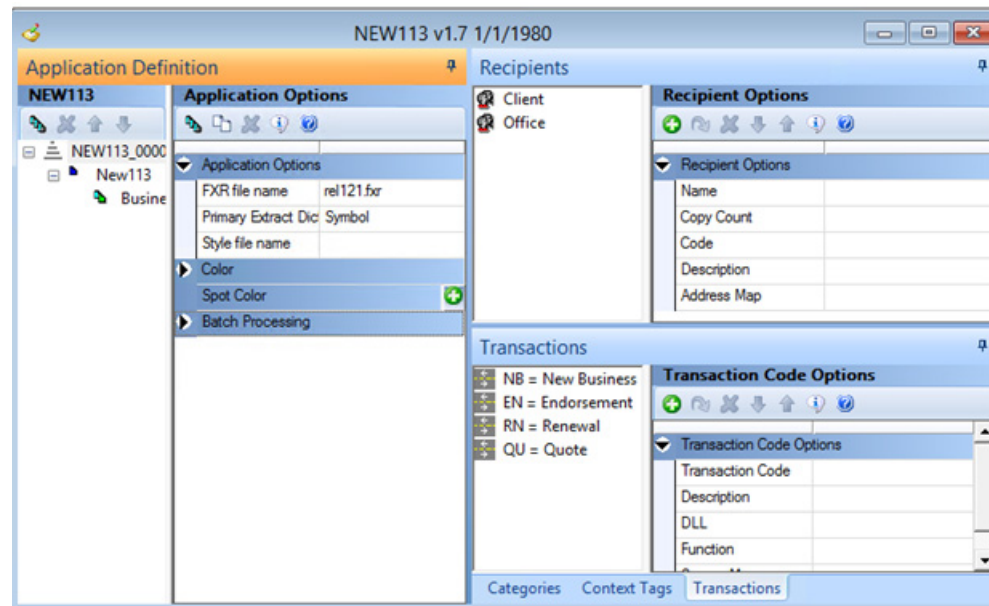 NEW113 v1.7 1/1/1980
Application Definition
NEW113
NEW113_0000
New113
Busine
Application Options
Application Options
FXR file name rel121.fxr
Primary Extract Dic Symbol
Style file name
Color
Spot Color
Batch Processing
Recipients
Client
Office
Recipient Options
Recipient Options
Name
Copy Count
Code
Description
Address Map
Transactions
NB = New Business
EN = Endorsement
RN = Renewal
QU = Quote
Transaction Code Options
Transaction Code Options
Transaction Code
Description
DLL
Function
Categories Context Tags Transactions